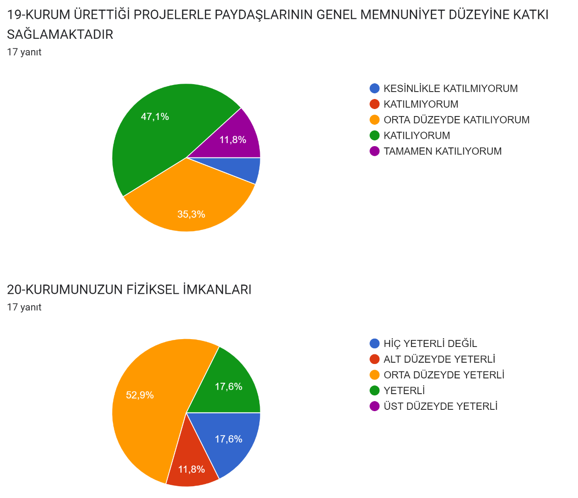 19-KURUM ÜRETTİĞİ PROJELERLE PAYDAŞLARININ GENEL MEMNUNİYET DÜZEYİNE KATKI
SAĞLAMAKTADIR
17 yanıt
47,1%
11,8%
35,3%
KESİNLİKLE KATILMIYORUM
KATILMIYORUM
ORTA DÜZEYDE KATILIYORUM
KATILIYORUM
TAMAMEN KATILIYORUM
20-KURUMUNUZUN FİZİKSEL İMKANLARI
17 yanıt
52,9%
17,6%
17,6%
11,8%
HİÇ YETERLİ DEĞİL
ALT DÜZEYDE YETERLİ
ORTA DÜZEYDE YETERLİ
YETERLİ
ÜST DÜZEYDE YETERLİ